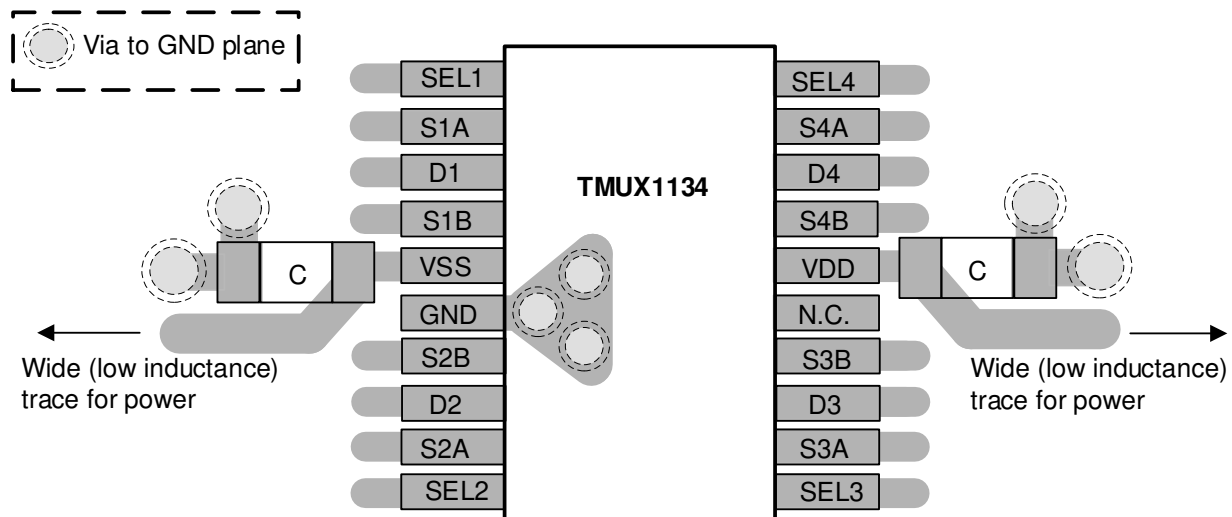 Via to GND plane
SEL1
S1A
D1
S1B
VSS
GND
S2B
D2
S2A
SEL2
TMUX1134
SEL4
S4A
D4
S4B
VDD
N.C.
S3B
D3
S3A
SEL3
C
C
Wide (low inductance)
trace for power
Wide (low inductance)
trace for power